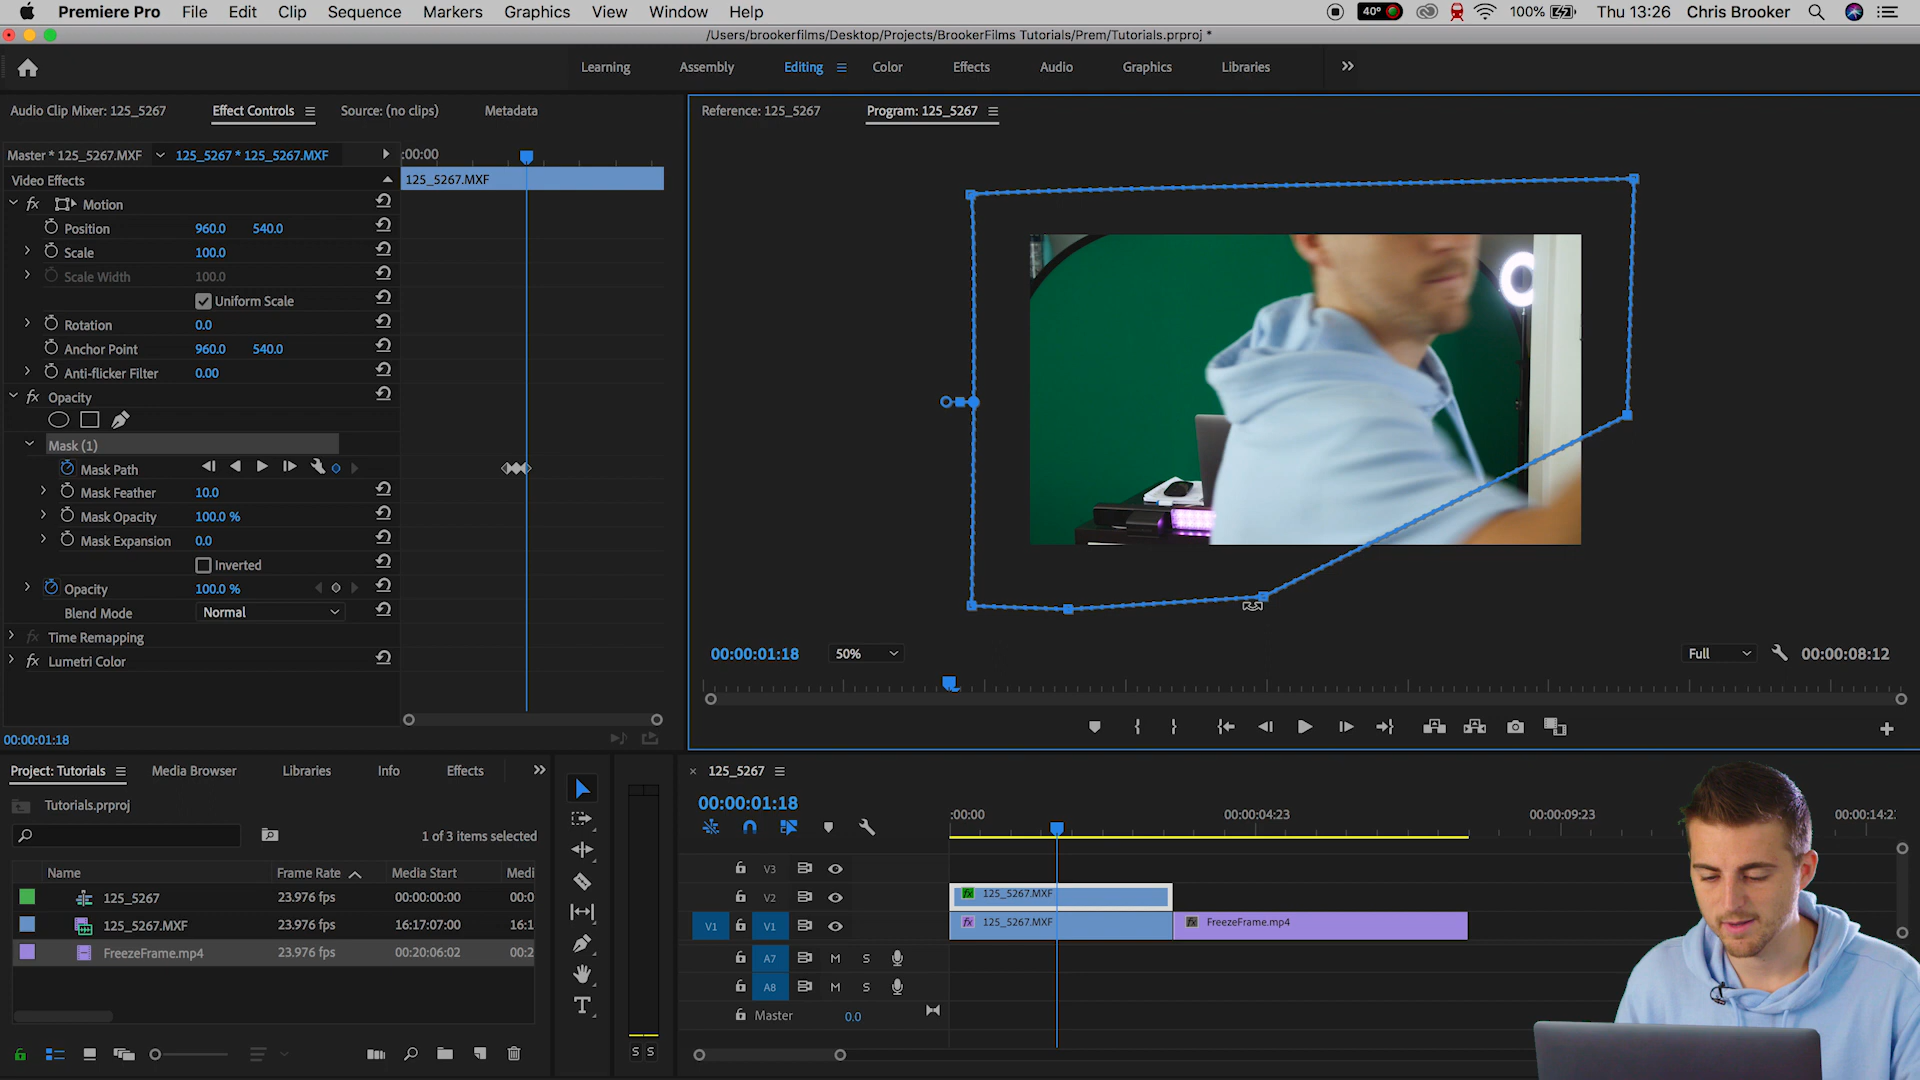 Premiere Pro File Edit Clip Sequence Markers Graphics View Window Help 40° 100% Thu 13:26 Chris Brooker
/Users/brookerfilms/Desktop/Projects/BrookerFilms Tutorials/Prem/Tutorials.prproj *
Learning Assembly Editing Color Effects Audio Graphics Libraries
Audio Clip Mixer: 125_5267 Effect Controls Source: (no clips) Metadata
Reference: 125_5267 Program: 125_5267
Master * 125_5267.MXF 125_5267 * 125_5267.MXF :00:00
Video Effects 125_5267.MXF
fx Motion
Position 960.0 540.0
Scale 100.0
Scale Width 100.0
Uniform Scale
Rotation 0.0
Anchor Point 960.0 540.0
Anti-flicker Filter 0.00
fx Opacity
Mask (1)
Mask Path
Mask Feather 10.0
Mask Opacity 100.0 %
Mask Expansion 0.0
Inverted
Opacity 100.0 %
Blend Mode Normal
fx Time Remapping
fx Lumetri Color
00:00:01:18
00:00:01:18 50% Full 00:00:08:12
Project: Tutorials Media Browser Libraries Info Effects
Tutorials.prproj
1 of 3 items selected
Name Frame Rate Media Start Medi
125_5267 23.976 fps 00:00:00:00 00:0
125_5267.MXF 23.976 fps 16:17:07:00 16:1
FreezeFrame.mp4 23.976 fps 00:20:06:02 00:2
S S
× 125_5267
00:00:01:18
:00:00 00:00:04:23 00:00:09:23 00:00:14:2
V3
V2 fx 125_5267.MXF
V1 V1 fx 125_5267.MXF fx FreezeFrame.mp4
A7 M S
A8 M S
Master 0.0